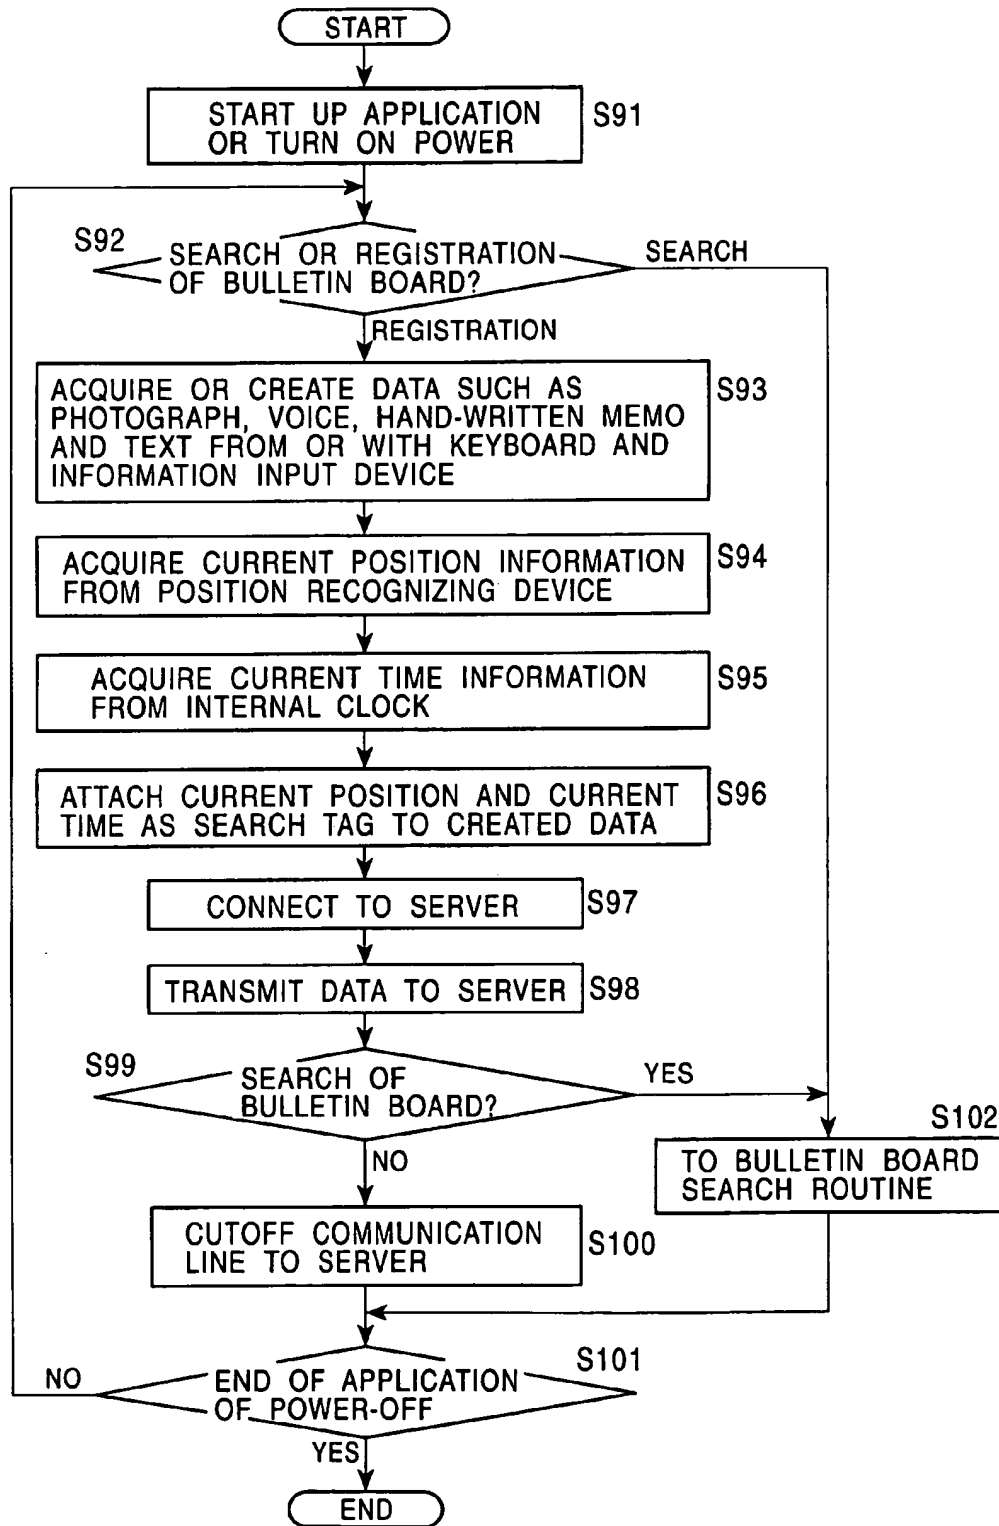 START
START UP APPLICATION
OR TURN ON POWER
S91
S92
SEARCH OR REGISTRATION
OF BULLETIN BOARD?
SEARCH
REGISTRATION
ACQUIRE OR CREATE DATA SUCH AS
PHOTOGRAPH, VOICE, HAND-WRITTEN MEMO
AND TEXT FROM OR WITH KEYBOARD AND
INFORMATION INPUT DEVICE
S93
ACQUIRE CURRENT POSITION INFORMATION
FROM POSITION RECOGNIZING DEVICE
S94
ACQUIRE CURRENT TIME INFORMATION
FROM INTERNAL CLOCK
S95
ATTACH CURRENT POSITION AND CURRENT
TIME AS SEARCH TAG TO CREATED DATA
S96
CONNECT TO SERVER
S97
TRANSMIT DATA TO SERVER
S98
S99
SEARCH OF
BULLETIN BOARD?
YES
NO
S102
TO BULLETIN BOARD
SEARCH ROUTINE
CUTOFF COMMUNICATION
LINE TO SERVER
S100
S101
END OF APPLICATION
OF POWER-OFF
NO
YES
END